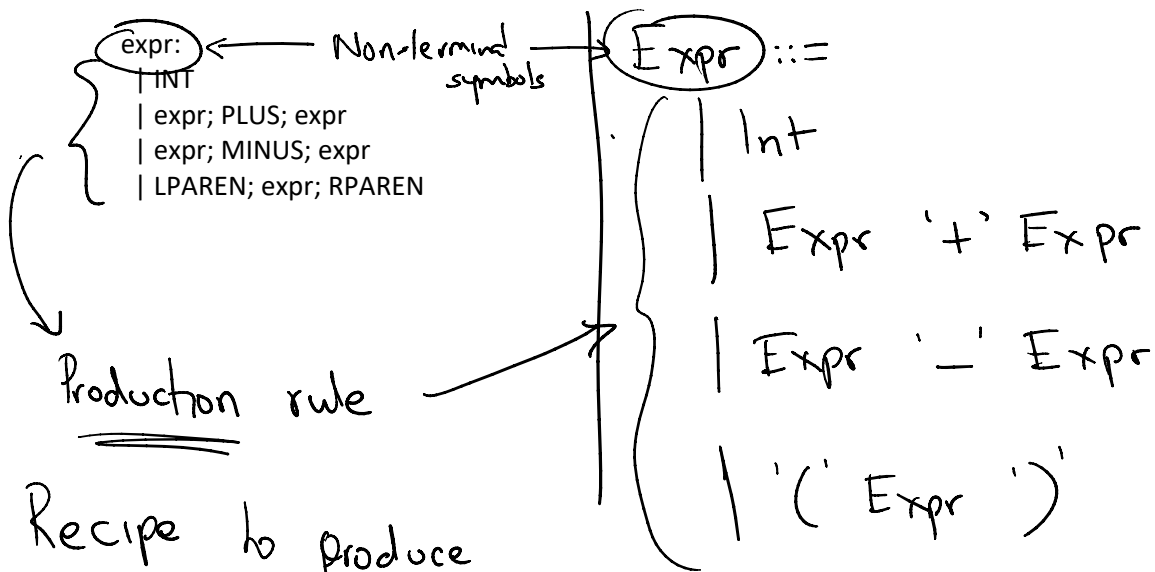 expr:
| INT
| expr; PLUS; expr
| expr; MINUS; expr
| LPAREN; expr; RPAREN
Non-terminal
symbols
Production rule
Recipe to produce
Expr ::=
| Int
| Expr '+' Expr
| Expr '-' Expr
| '(' Expr ')'